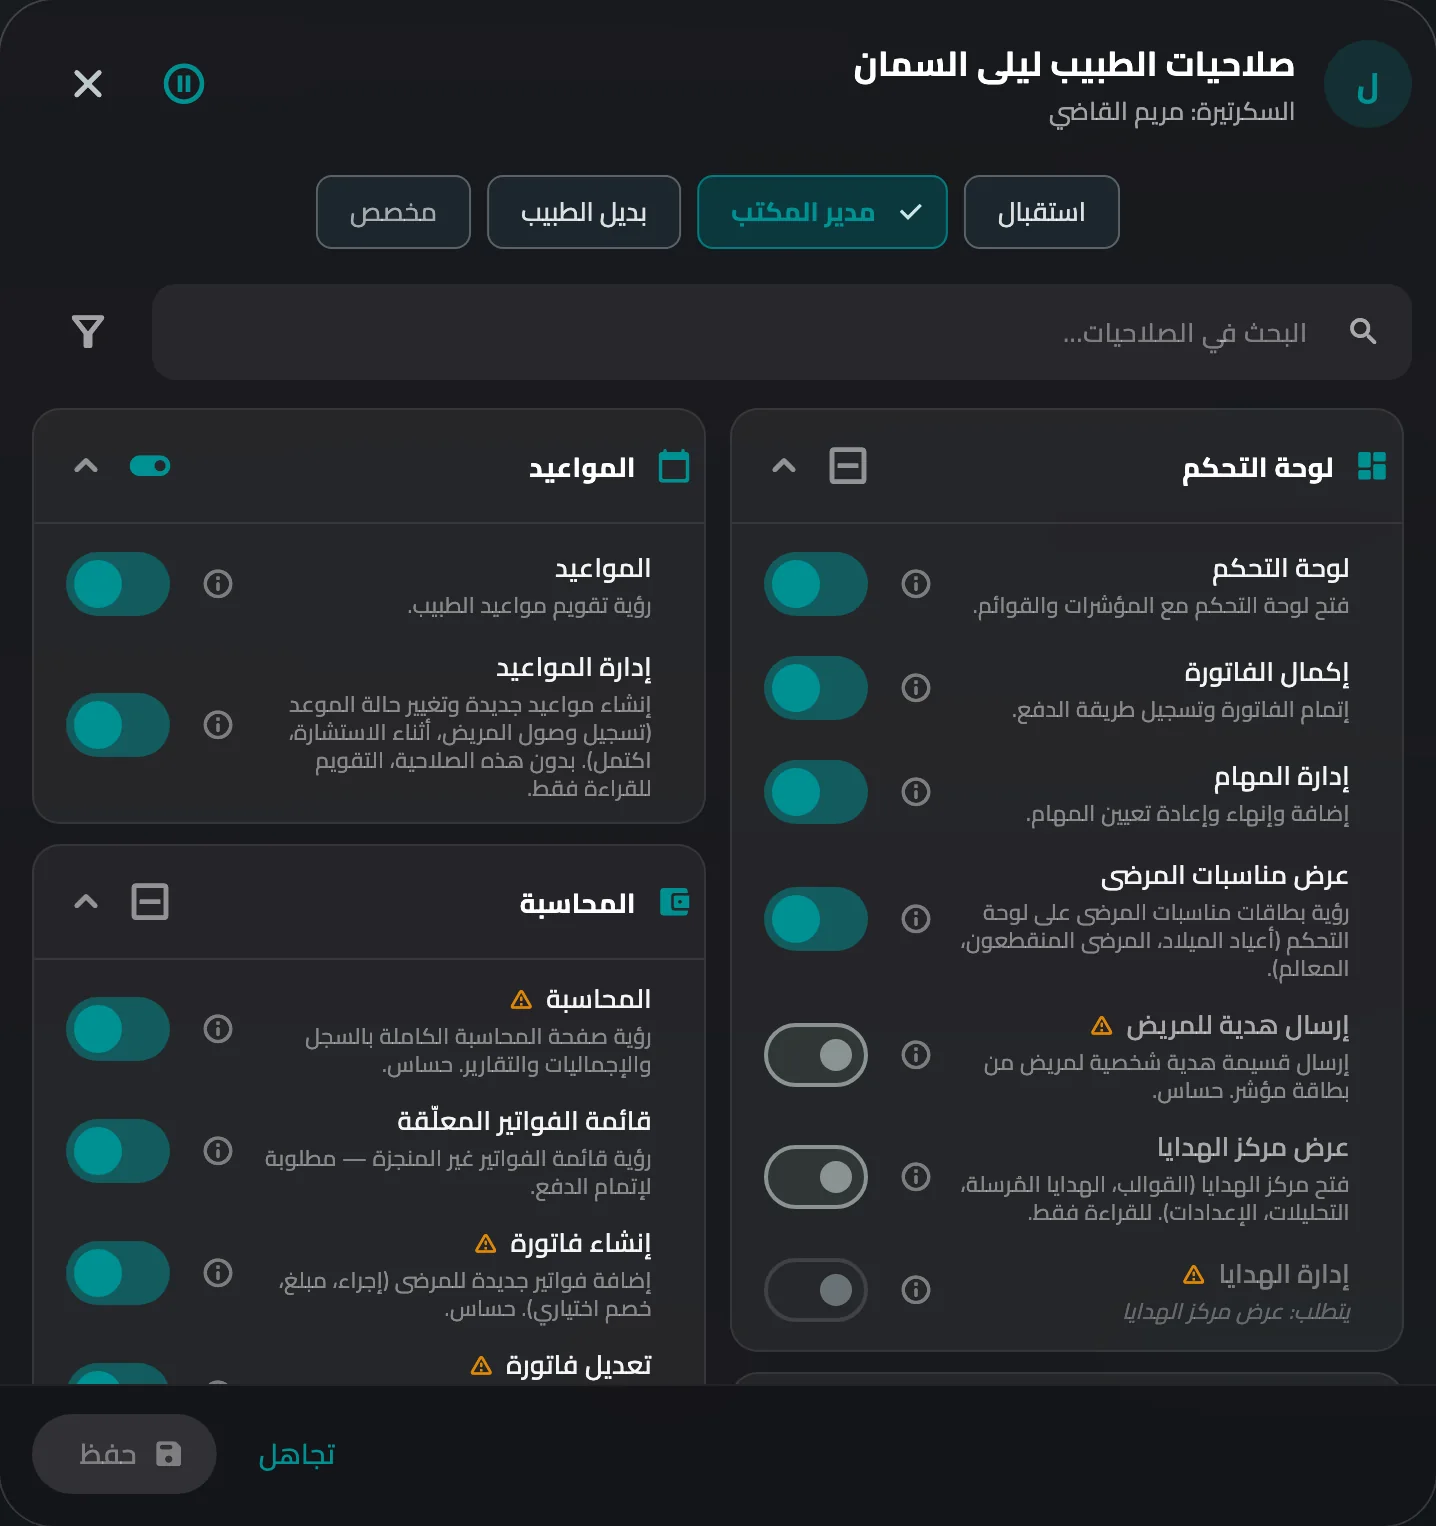 ل
صلاحيات الطبيب ليلى السمان
السكرتيرة: مريم القاضي
استقبال
مدير المكتب
بديل الطبيب
مخصص
البحث في الصلاحيات...
لوحة التحكم
لوحة التحكم
فتح لوحة التحكم مع المؤشرات والقوائم.
إكمال الفاتورة
إتمام الفاتورة وتسجيل طريقة الدفع.
إدارة المهام
إضافة وإنهاء وإعادة تعيين المهام.
عرض مناسبات المرضى
رؤية بطاقات مناسبات المرضى على لوحة
التحكم (أعياد الميلاد، المرضى المنقطعون،
المعالم).
إرسال هدية للمريض
إرسال قسيمة هدية شخصية لمريض من
بطاقة مؤشر. حساس.
عرض مركز الهدايا
فتح مركز الهدايا (القوالب، الهدايا المُرسلة،
التحليلات، الإعدادات). للقراءة فقط.
إدارة الهدايا
يتطلب: عرض مركز الهدايا
المواعيد
المواعيد
رؤية تقويم مواعيد الطبيب.
إدارة المواعيد
إنشاء مواعيد جديدة وتغيير حالة الموعد
(تسجيل وصول المريض، أثناء الاستشارة،
اكتمل). بدون هذه الصلاحية، التقويم
للقراءة فقط.
المحاسبة
المحاسبة
رؤية صفحة المحاسبة الكاملة بالسجل
والإجماليات والتقارير. حساس.
قائمة الفواتير المعلّقة
رؤية قائمة الفواتير غير المنجزة — مطلوبة
لإتمام الدفع.
إنشاء فاتورة
إضافة فواتير جديدة للمرضى (إجراء، مبلغ،
خصم اختياري). حساس.
تعديل فاتورة
تجاهل
حفظ